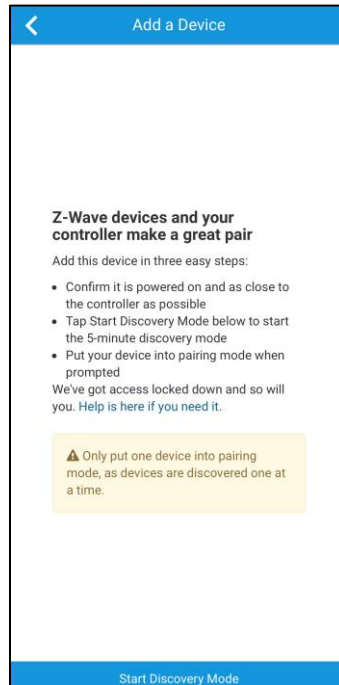 Add a Device
Z-Wave devices and your
controller make a great pair
Add this device in three easy steps:
• Confirm it is powered on and as close to
the controller as possible
• Tap Start Discovery Mode below to start
the 5-minute discovery mode
• Put your device into pairing mode when
prompted
We've got access locked down and so will
you. Help is here if you need it.
Only put one device into pairing
mode, as devices are discovered one at
a time.
Start Discovery Mode